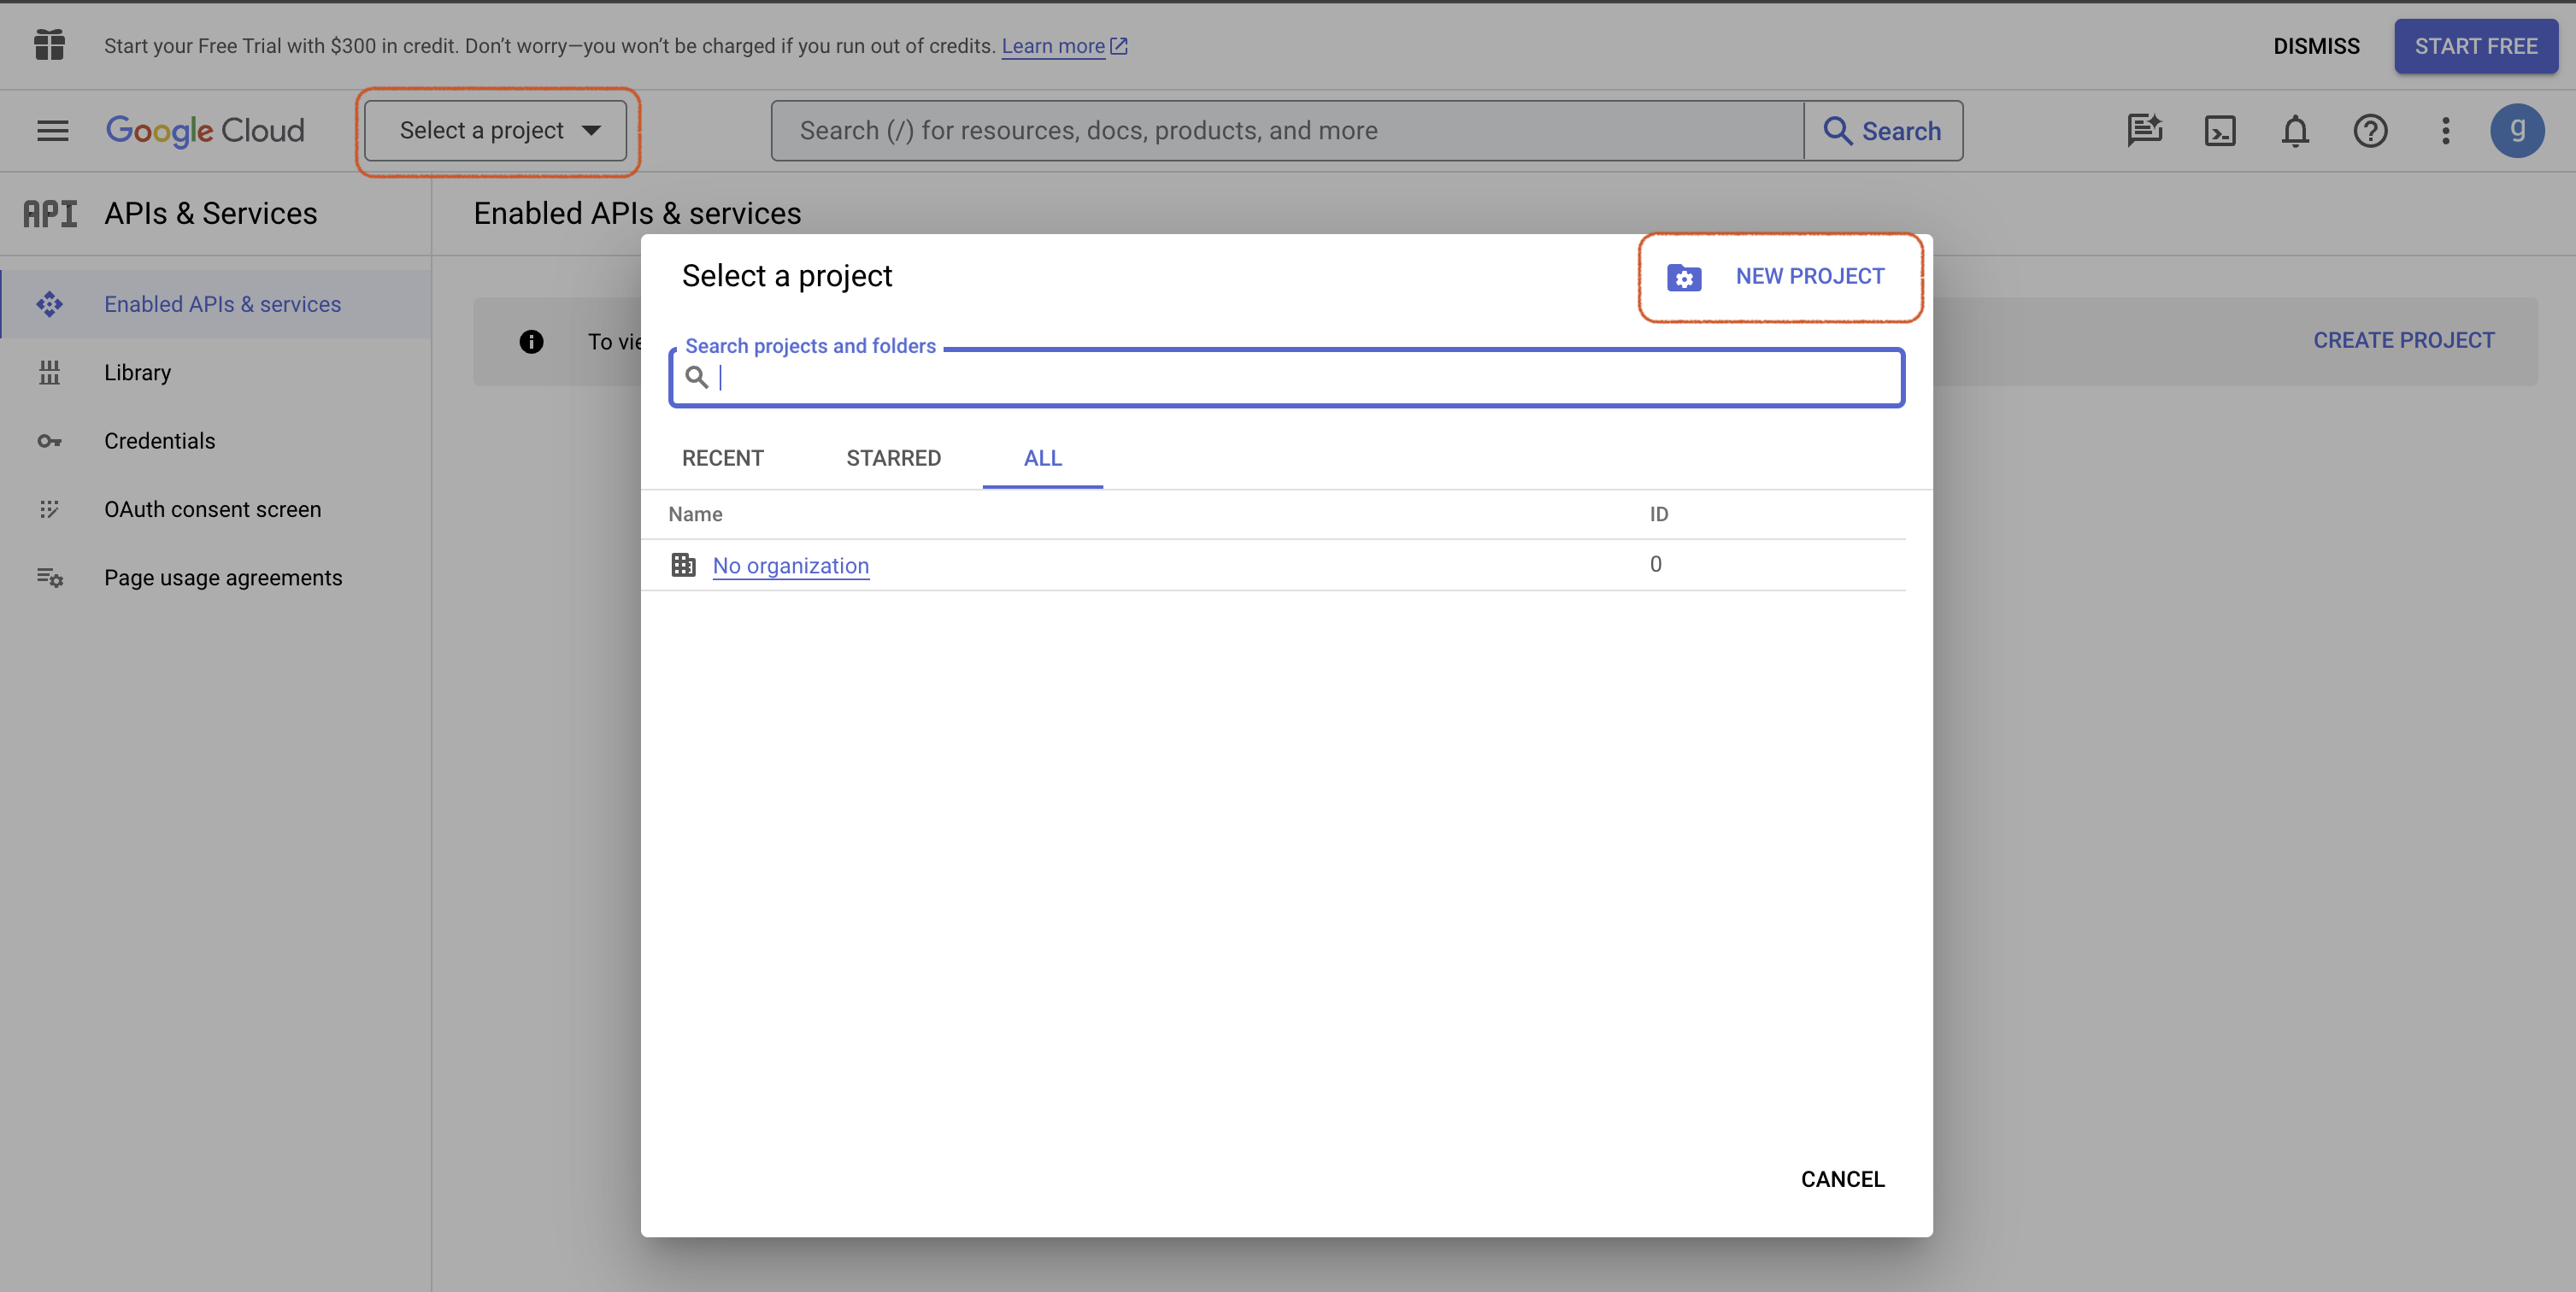 Start your Free Trial with $300 in credit. Don’t worry—you won’t be charged if you run out of credits. Learn more
DISMISS
START FREE
Google Cloud
Select a project
Search (/) for resources, docs, products, and more
Search
g
API
APIs & Services
Enabled APIs & services
Enabled APIs & services
Library
Credentials
OAuth consent screen
Page usage agreements
To vie
CREATE PROJECT
Select a project
NEW PROJECT
Search projects and folders
RECENT
STARRED
ALL
Name
ID
No organization
0
CANCEL